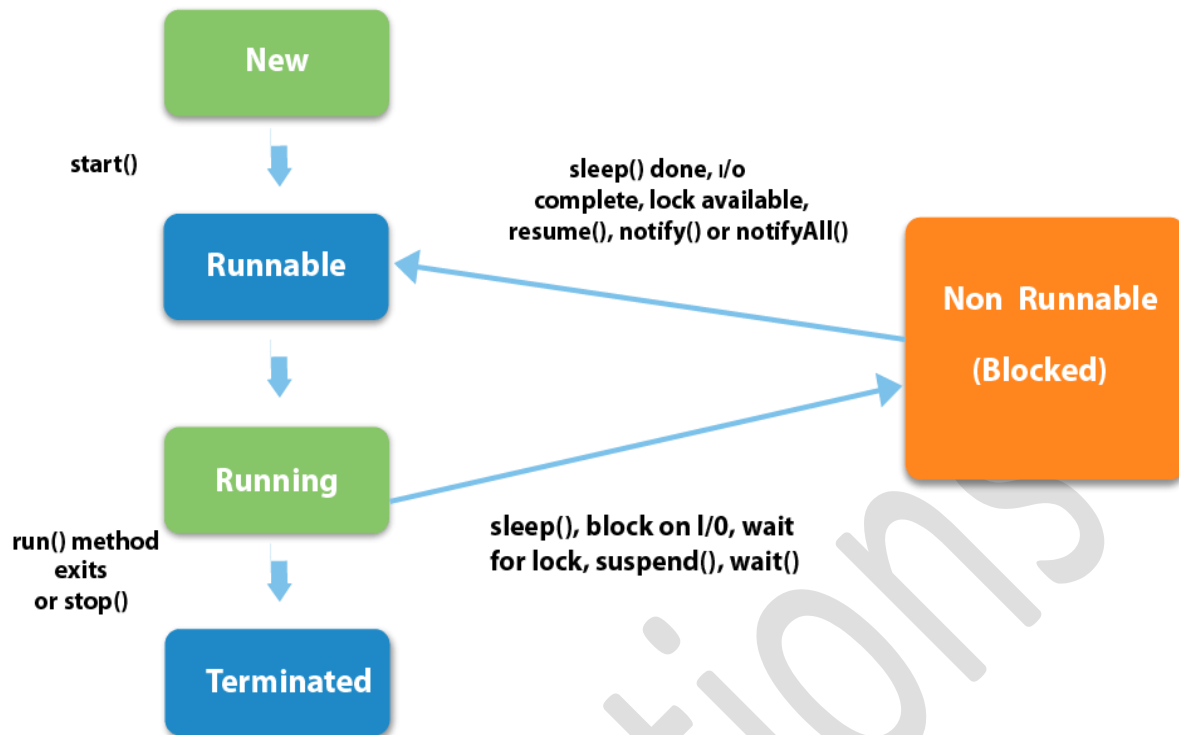 New
start()
sleep() done, I/o
complete, lock available,
resume(), notify() or notifyAll()
Runnable
Non Runnable
(Blocked)
Running
sleep(), block on I/0, wait
for lock, suspend(), wait()
run() method
exits
or stop()
Terminated